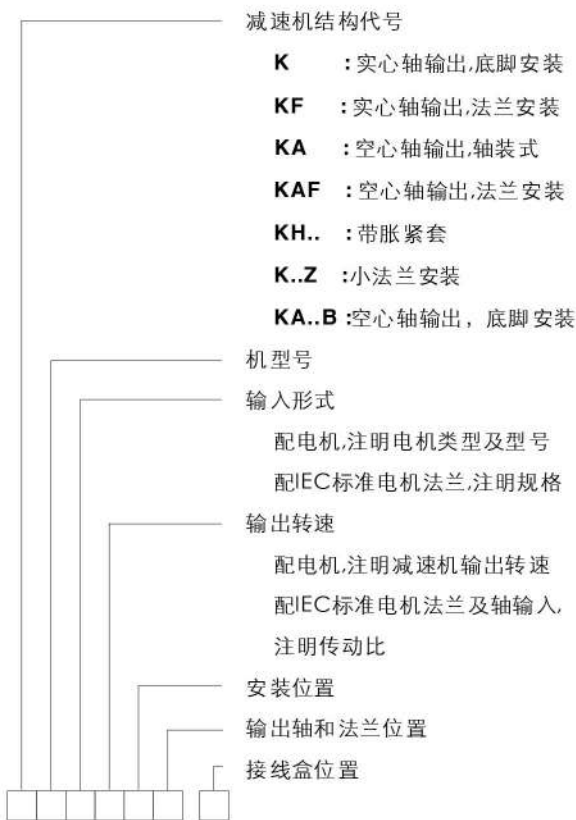 减速机结构代号
K :实心轴输出,底脚安装
KF :实心轴输出,法兰安装
KA :空心轴输出,轴装式
KAF :空心轴输出,法兰安装
KH.. :带胀紧套
K..Z :小法兰安装
KA..B :空心轴输出，底脚安装
机型号
输入形式
配电机,注明电机类型及型号
配IEC标准电机法兰,注明规格
输出转速
配电机,注明减速机输出转速
配IEC标准电机法兰及轴输入,
注明传动比
安装位置
输出轴和法兰位置
接线盒位置